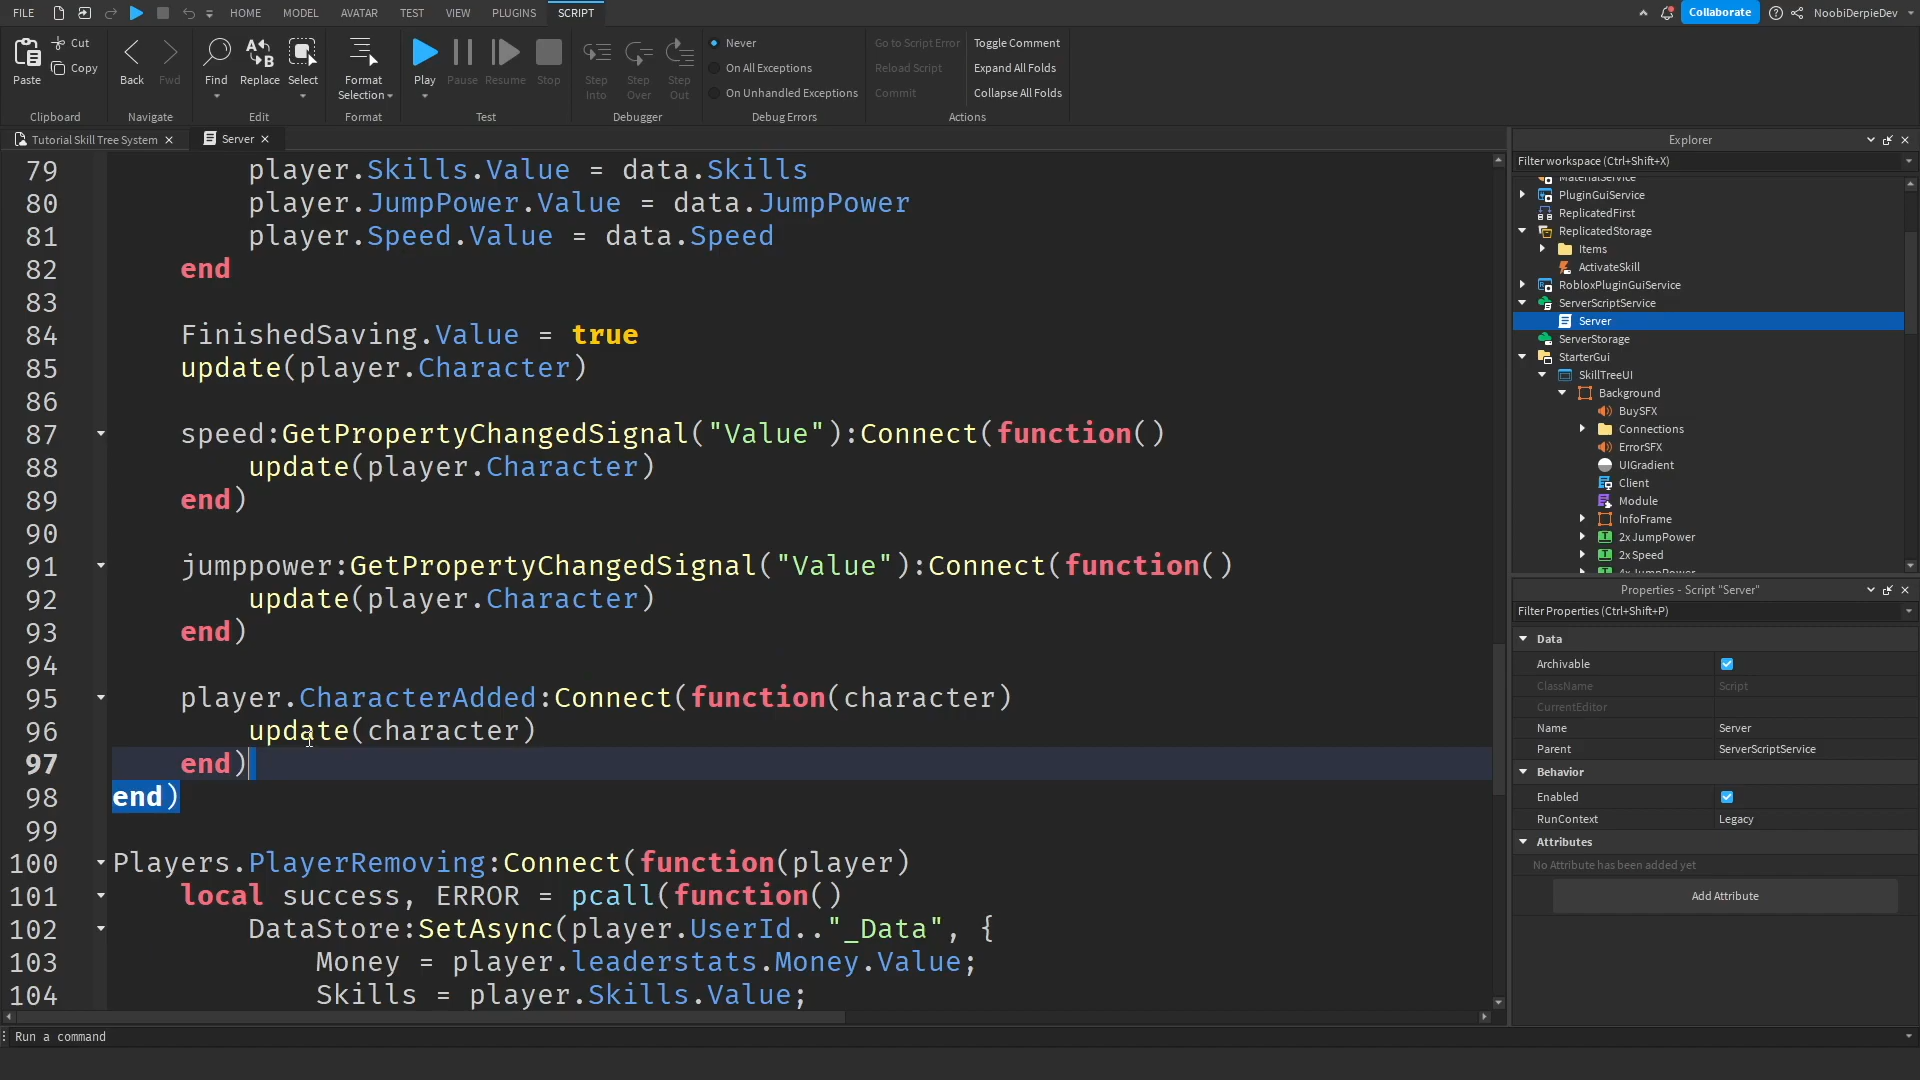 FILE HOME MODEL AVATAR TEST VIEW PLUGINS SCRIPT Collaborate NoobiDerpieDev
Paste Cut Copy Back Fwd Find Replace Select Format Selection Play Pause Resume Stop Step Into Step Over Step Out
Never
On All Exceptions
On Unhandled Exceptions
Go to Script Error
Reload Script
Commit
Toggle Comment
Expand All Folds
Collapse All Folds
Clipboard Navigate Edit Format Test Debugger Debug Errors Actions
Tutorial Skill Tree System Server
79 player.Skills.Value = data.Skills
80 player.JumpPower.Value = data.JumpPower
81 player.Speed.Value = data.Speed
82 end
83
84 FinishedSaving.Value = true
85 update(player.Character)
86
87 speed:GetPropertyChangedSignal("Value"):Connect(function()
88 update(player.Character)
89 end)
90
91 jumppower:GetPropertyChangedSignal("Value"):Connect(function()
92 update(player.Character)
93 end)
94
95 player.CharacterAdded:Connect(function(character)
96 update(character)
97 end)
98 end)
99
100 Players.PlayerRemoving:Connect(function(player)
101 local success, ERROR = pcall(function()
102 DataStore:SetAsync(player.UserId.."_Data", {
103 Money = player.leaderstats.Money.Value;
104 Skills = player.Skills.Value;
Run a command
Explorer
Filter workspace (Ctrl+Shift+X)
MaterialService
PluginGuiService
ReplicatedFirst
ReplicatedStorage
Items
ActivateSkill
RobloxPluginGuiService
ServerScriptService
Server
ServerStorage
StarterGui
SkillTreeUI
Background
BuySFX
Connections
ErrorSFX
UIGradient
Client
Module
InfoFrame
2xJumpPower
2xSpeed
4xJumpPower
Properties - Script "Server"
Filter Properties (Ctrl+Shift+P)
Data
Archivable
ClassName Script
CurrentEditor
Name Server
Parent ServerScriptService
Behavior
Enabled
RunContext Legacy
Attributes
No Attribute has been added yet
Add Attribute